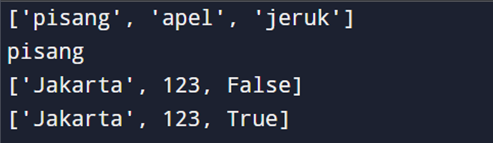 ['pisang', 'apel', 'jeruk']
pisang
['Jakarta', 123, False]
['Jakarta', 123, True]